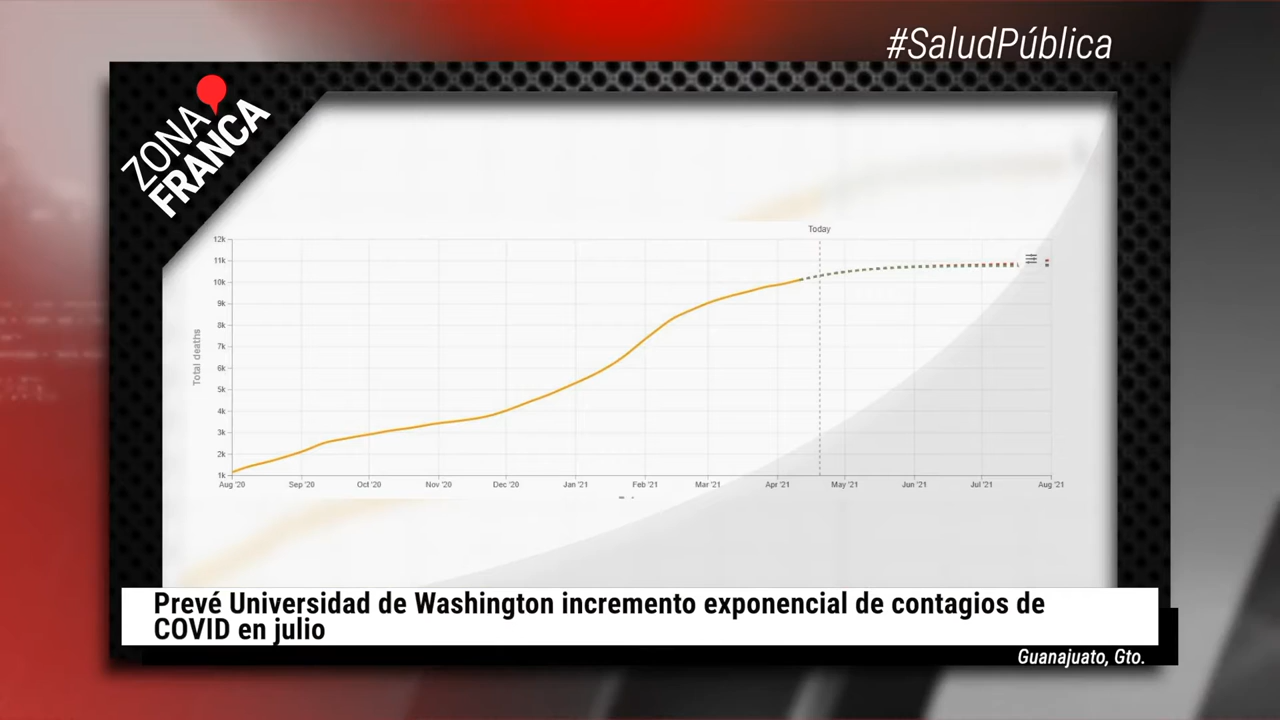 #SaludPública
ZONA
FRANCA
Today
12k
11k
10k
9k
8k
7k
6k
5k
4k
3k
2k
1k
Total deaths
Aug '20 Sep '20 Oct '20 Nov '20 Dec '20 Jan '21 Feb '21 Mar '21 Apr '21 May '21 Jun '21 Jul '21 Aug '21
Prevé Universidad de Washington incremento exponencial de contagios de
COVID en julio
Guanajuato, Gto.